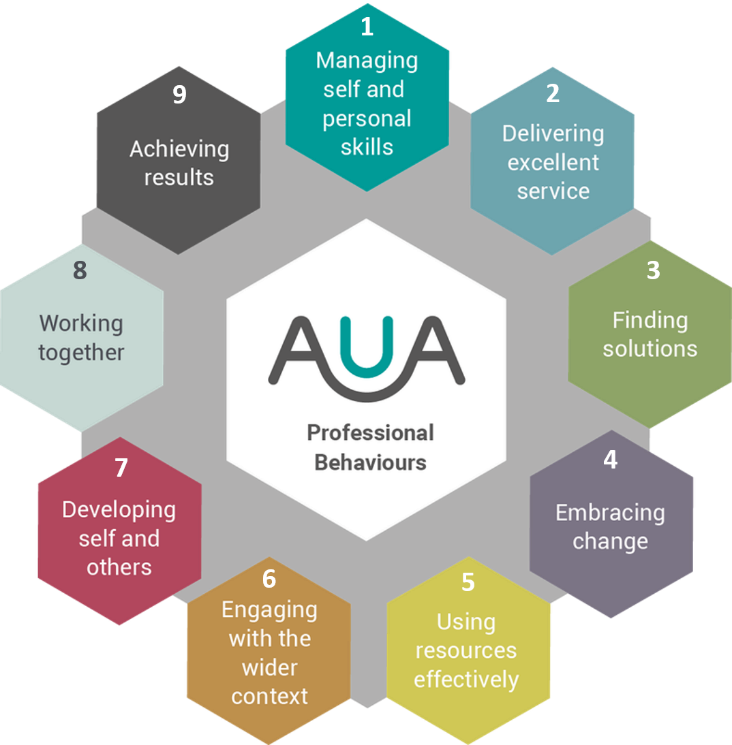 1
Managing
self and
personal
skills
2
Delivering
excellent
service
3
Finding
solutions
4
Embracing
change
5
Using
resources
effectively
6
Engaging
with the
wider
context
7
Developing
self and
others
8
Working
together
9
Achieving
results
AUA
Professional
Behaviours